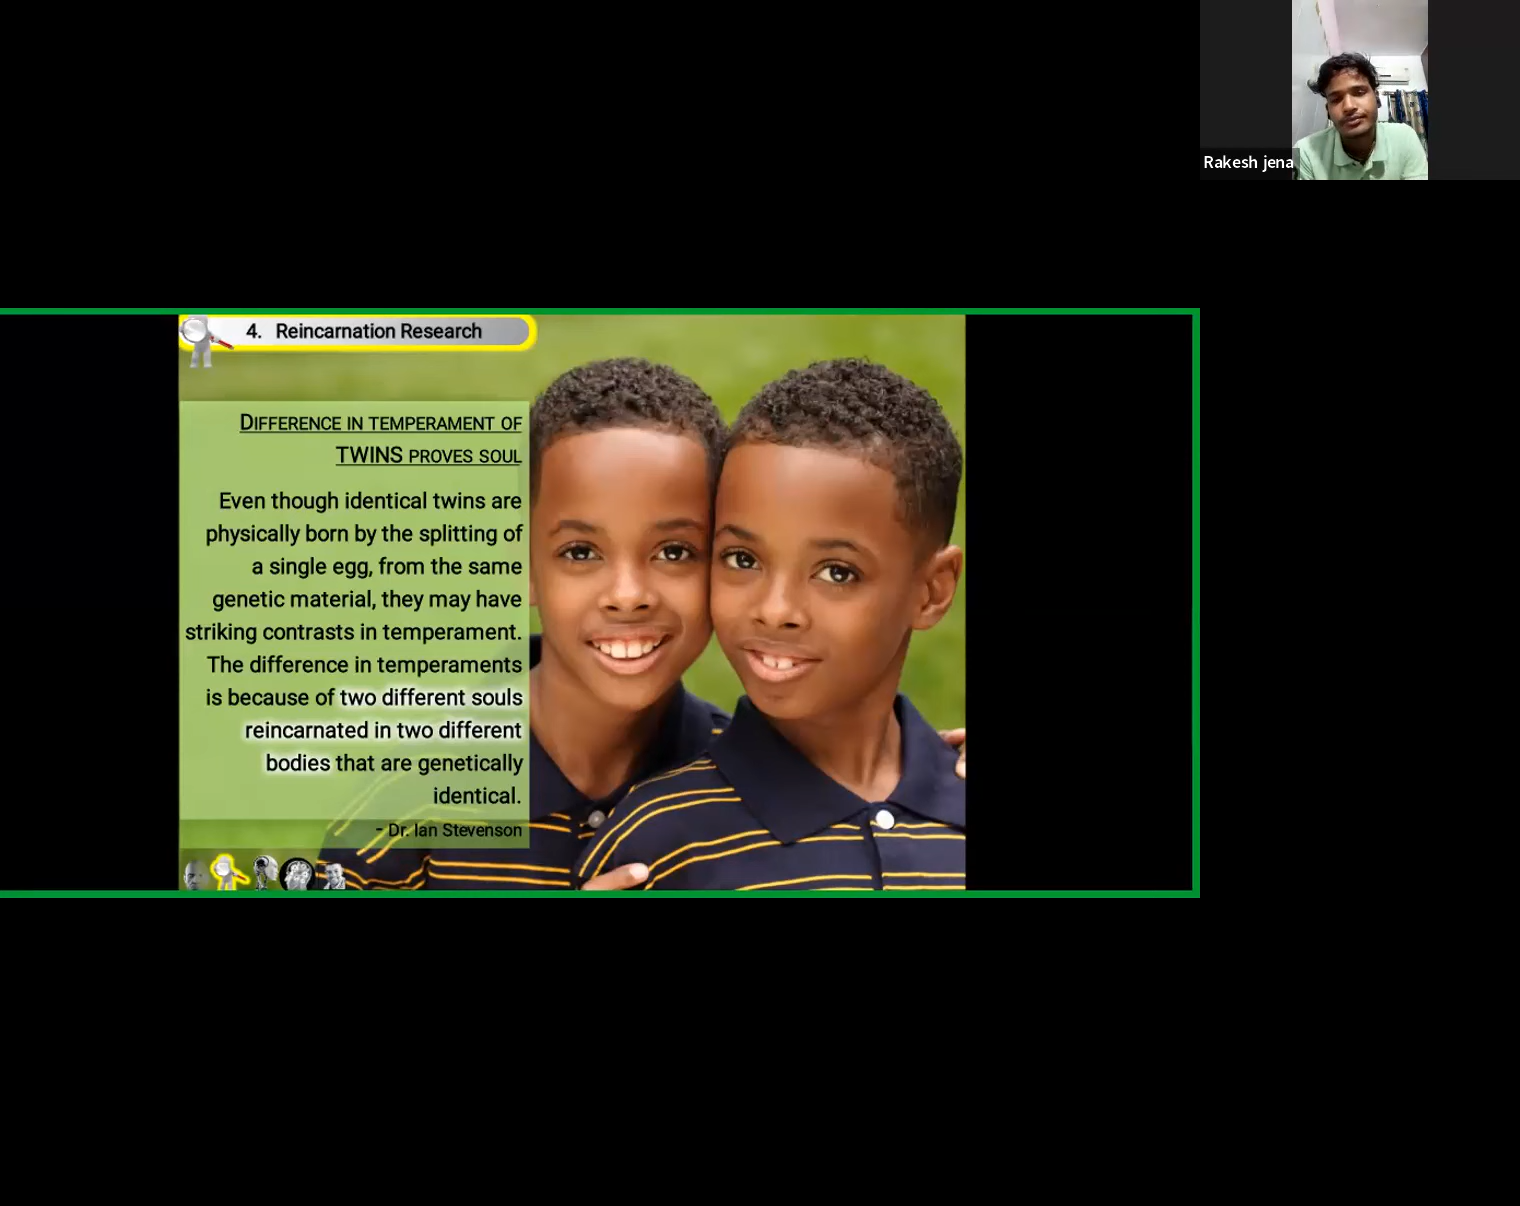 Rakesh jena
4. Reincarnation Research
DIFFERENCE IN TEMPERAMENT OF
TWINS PROVES SOUL
Even though identical twins are
physically born by the splitting of
a single egg, from the same
genetic material, they may have
striking contrasts in temperament.
The difference in temperaments
is because of two different souls
reincarnated in two different
bodies that are genetically
identical.
- Dr. Ian Stevenson